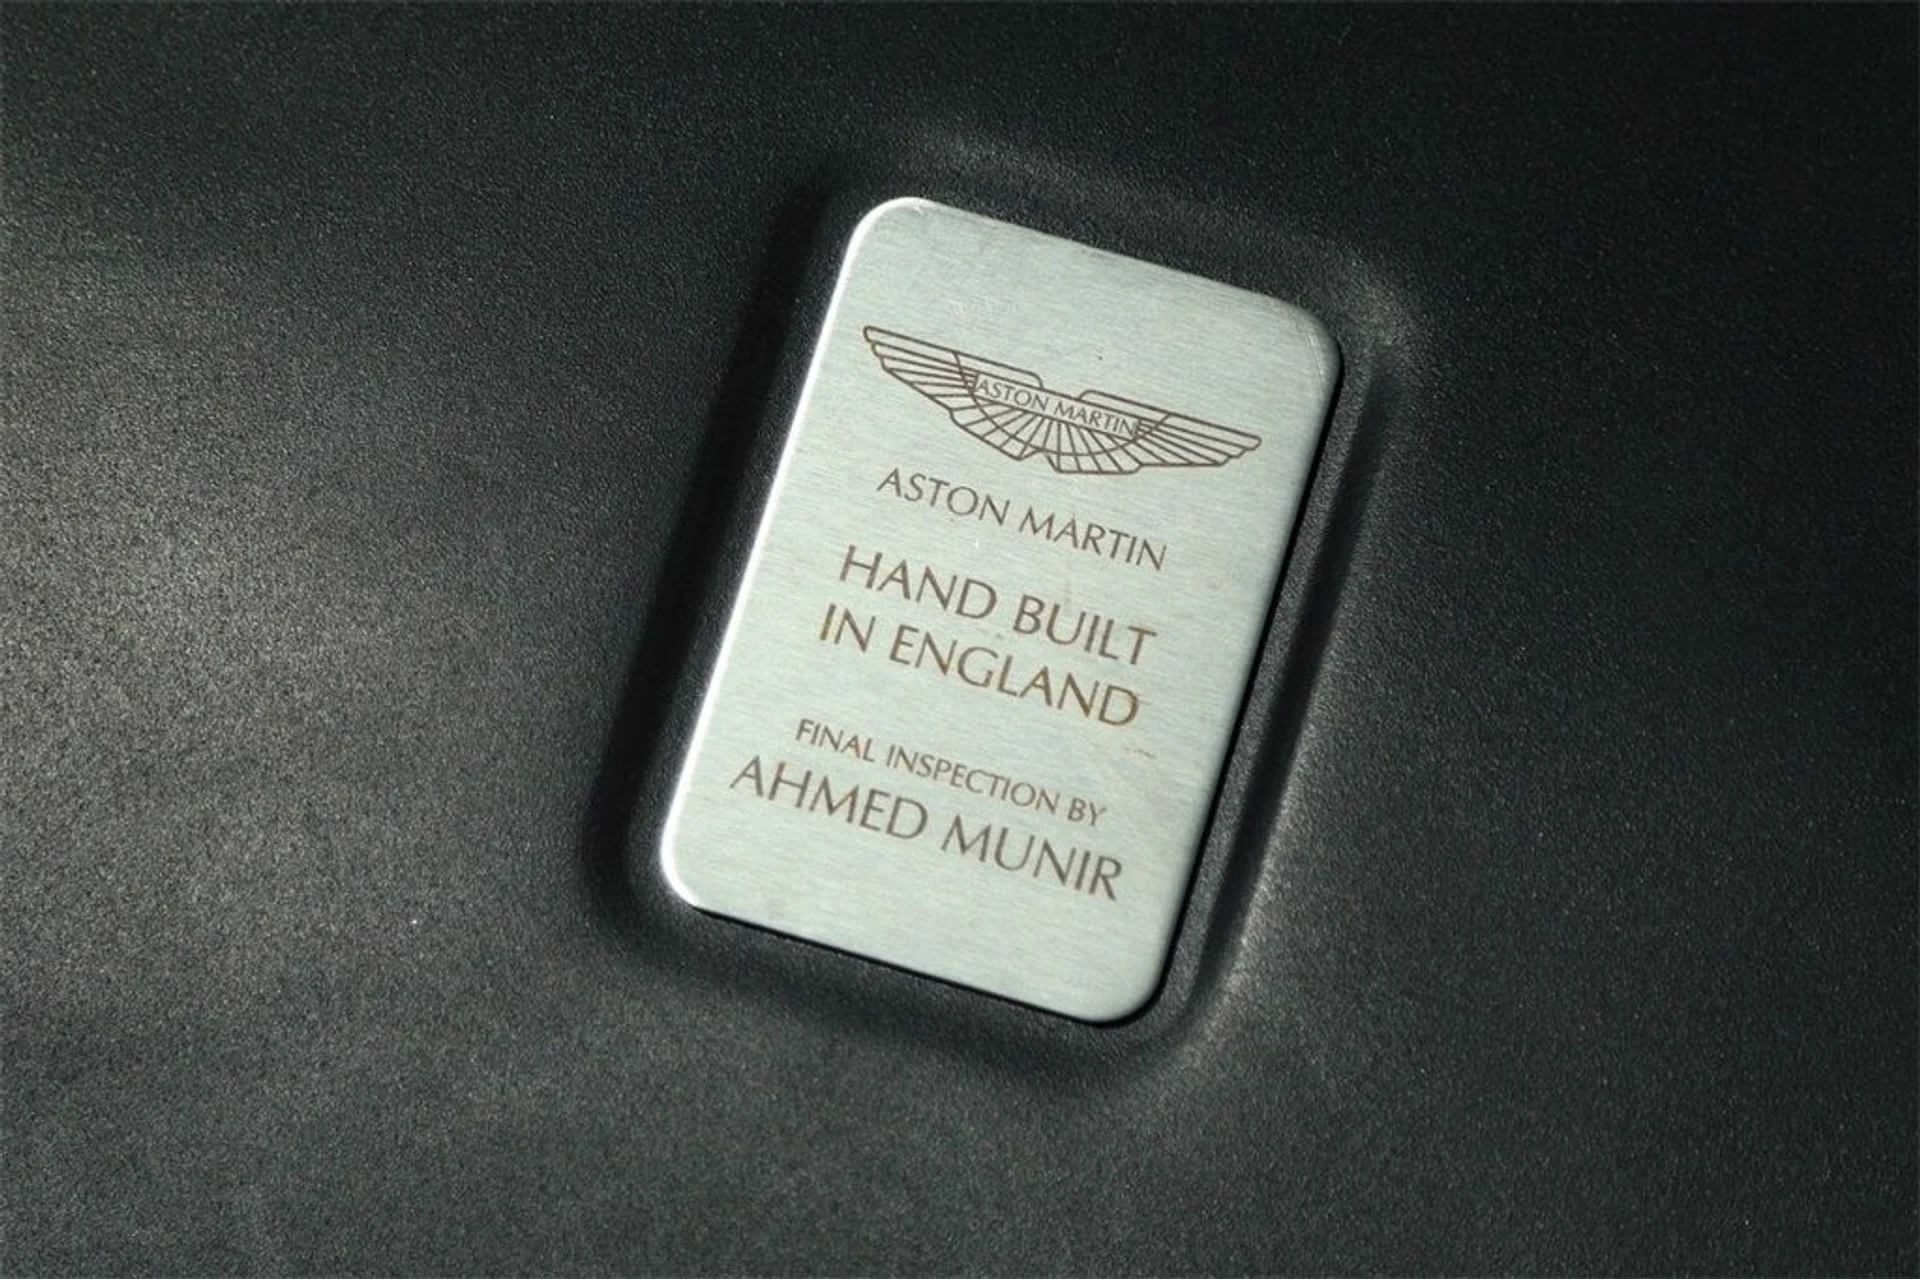 ASTON MARTIN
ASTON MARTIN
HAND BUILT
IN ENGLAND
FINAL INSPECTION BY
AHMED MUNIR